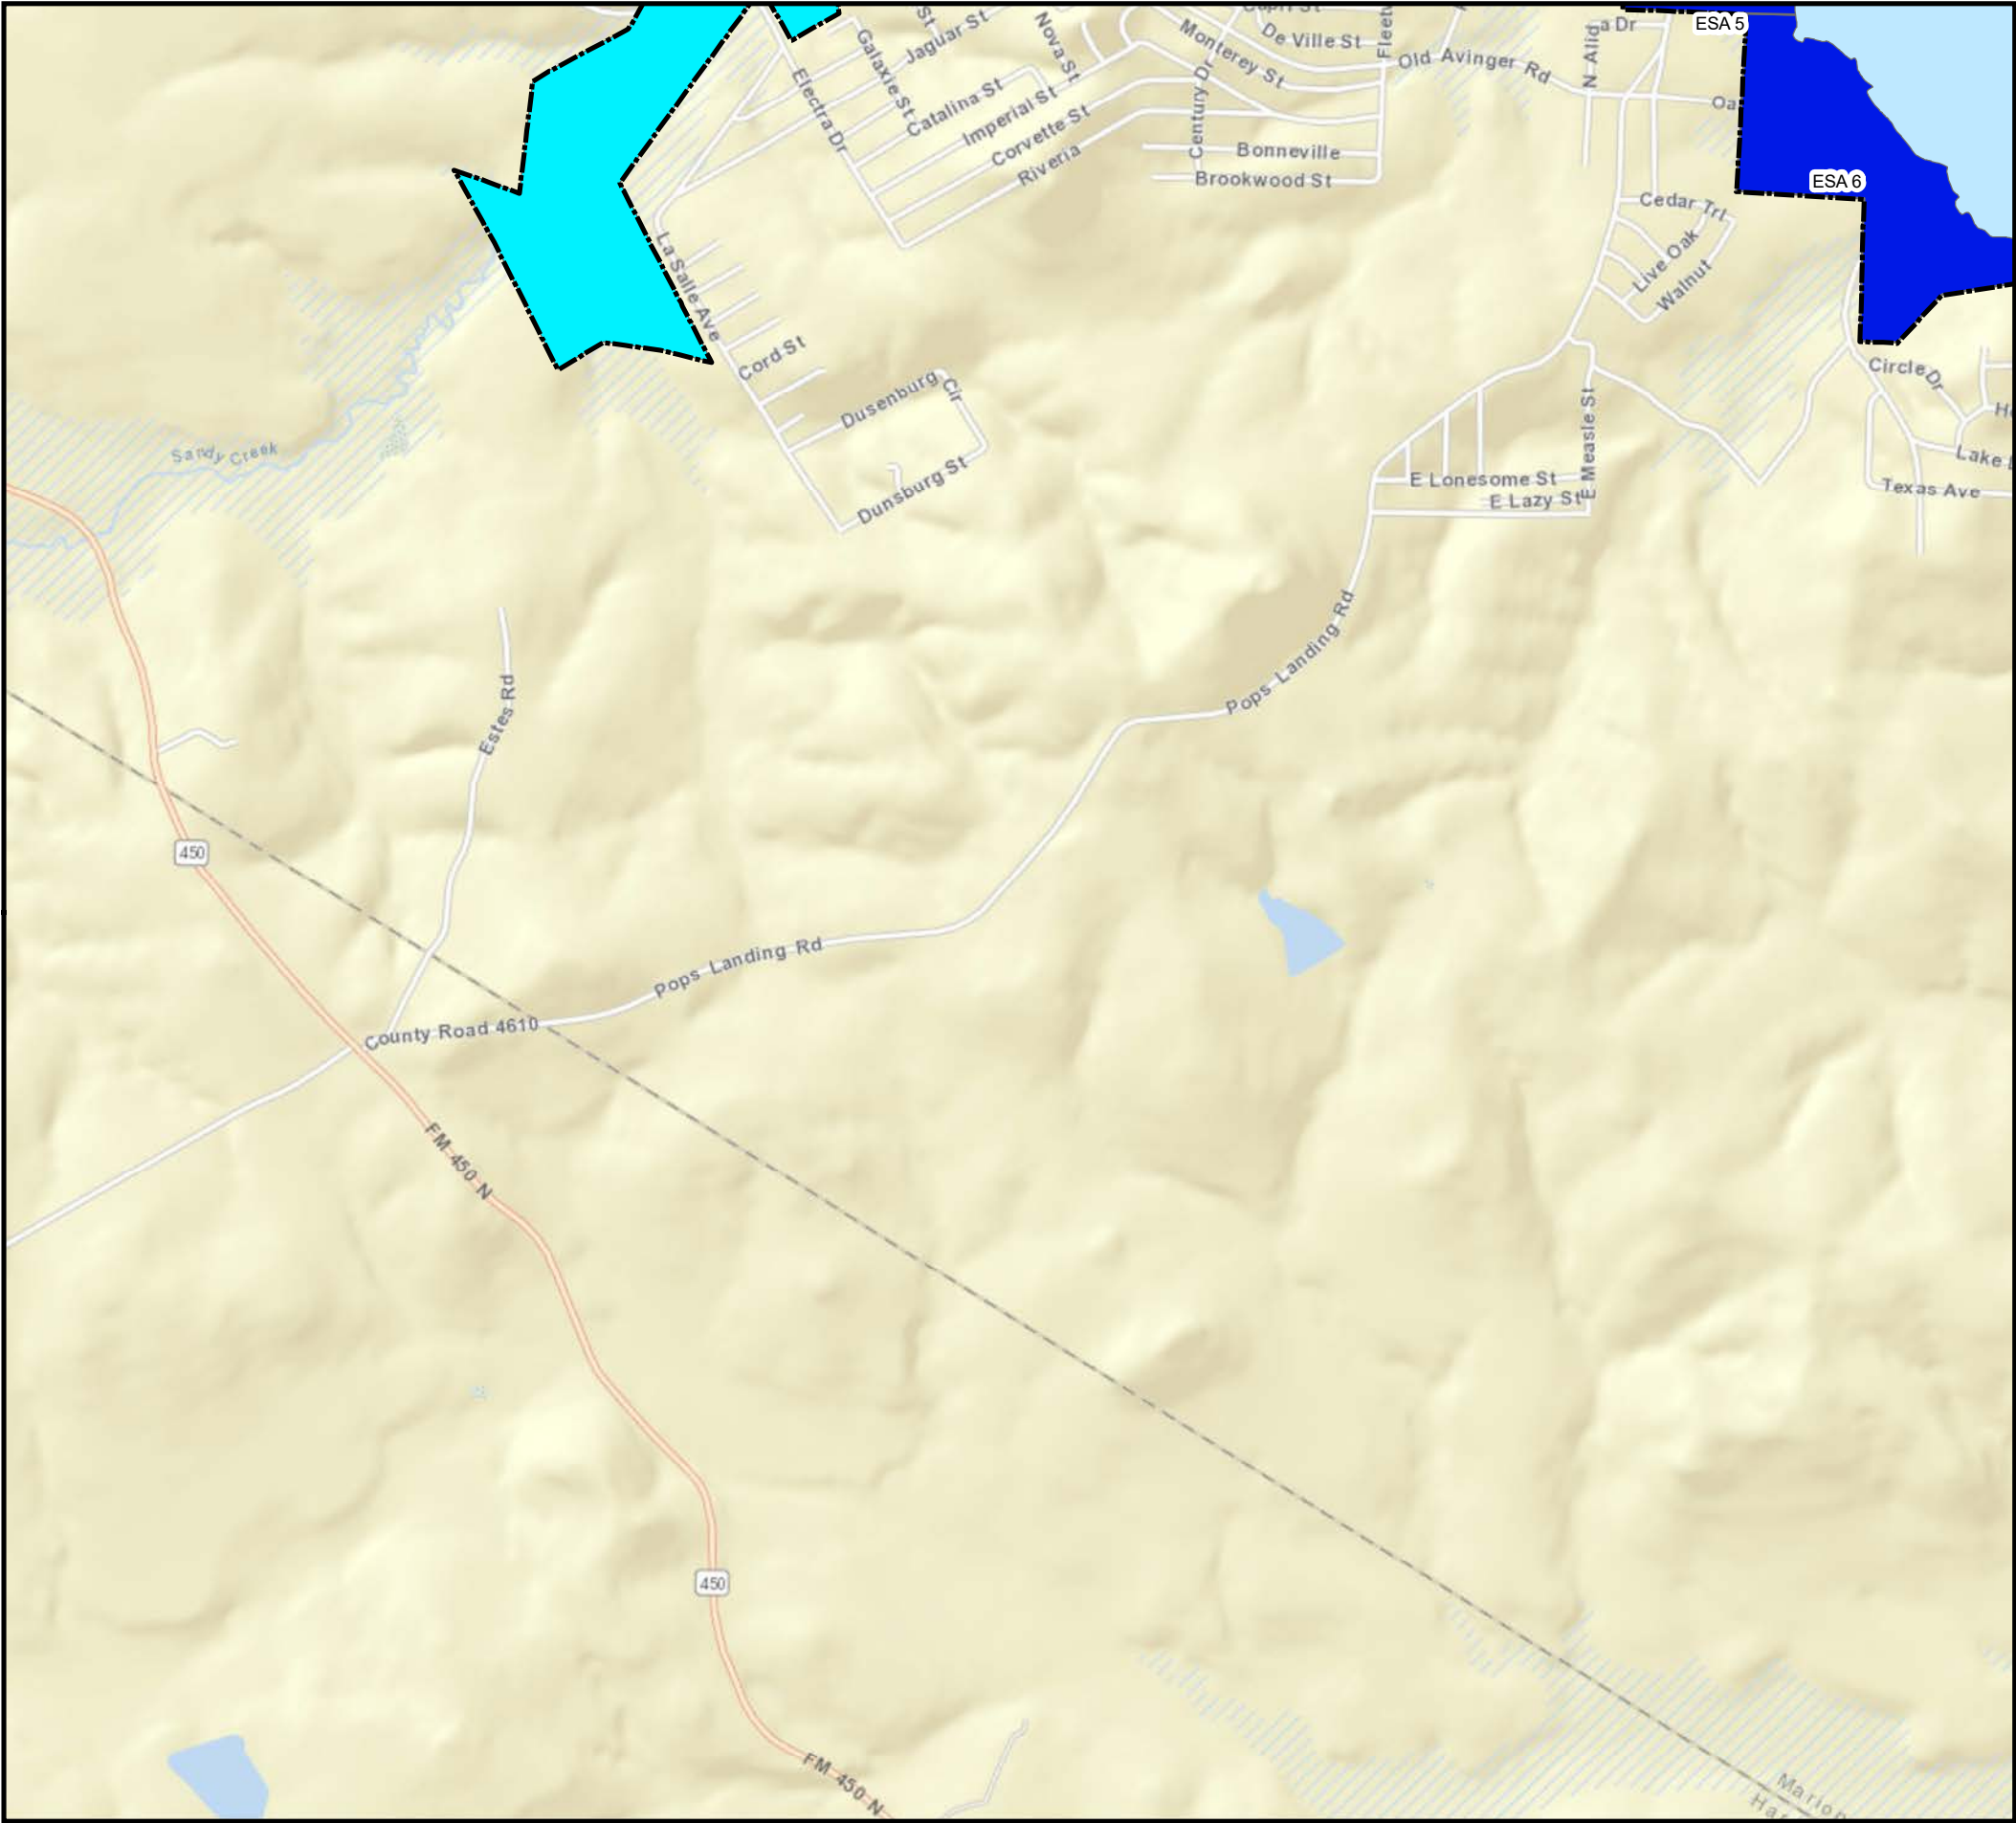 ESA 5
St
Jaguar St
Galaxie St
Nova St
Monterey St
De Ville St
Old Avinger Rd
N Alid
a Dr
Electra Dr
Catalina St
Imperial St
Corvette St
Riveria
Century Dr
Bonneville
Brookwood St
ESA 6
Cedar Trl
Live Oak
Walnut
La Salle Ave
Cord St
Dusenburg Cir
Dunsburg St
Circle Dr
E Measle St
E Lonesome St
E Lazy St
Lake
Texas Ave
Sandy Creek
Estes Rd
Pops Landing Rd
450
Pops Landing Rd
County Road 4610
FM 450 N
450
FM 450 N
Marion